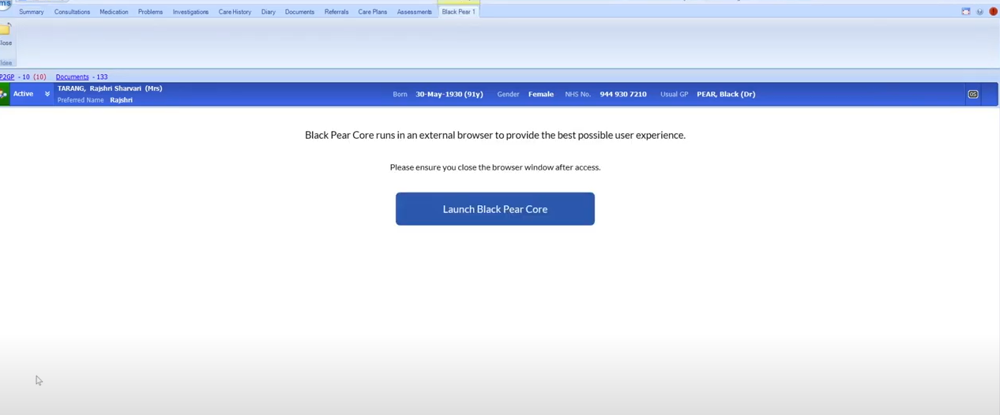 ms
Summary Consultations Medication Problems Investigations Care History Diary Documents Referrals Care Plans Assessments Black Pear 1
lose
lose
P2GP - 10 (10) Documents - 133
Active TARANG, Rajshri Sharvari (Mrs) Born 30-May-1930 (91y) Gender Female NHS No. 944 930 7210 Usual GP PEAR, Black (Dr)
Preferred Name Rajshri
Black Pear Core runs in an external browser to provide the best possible user experience.
Please ensure you close the browser window after access.
Launch Black Pear Core